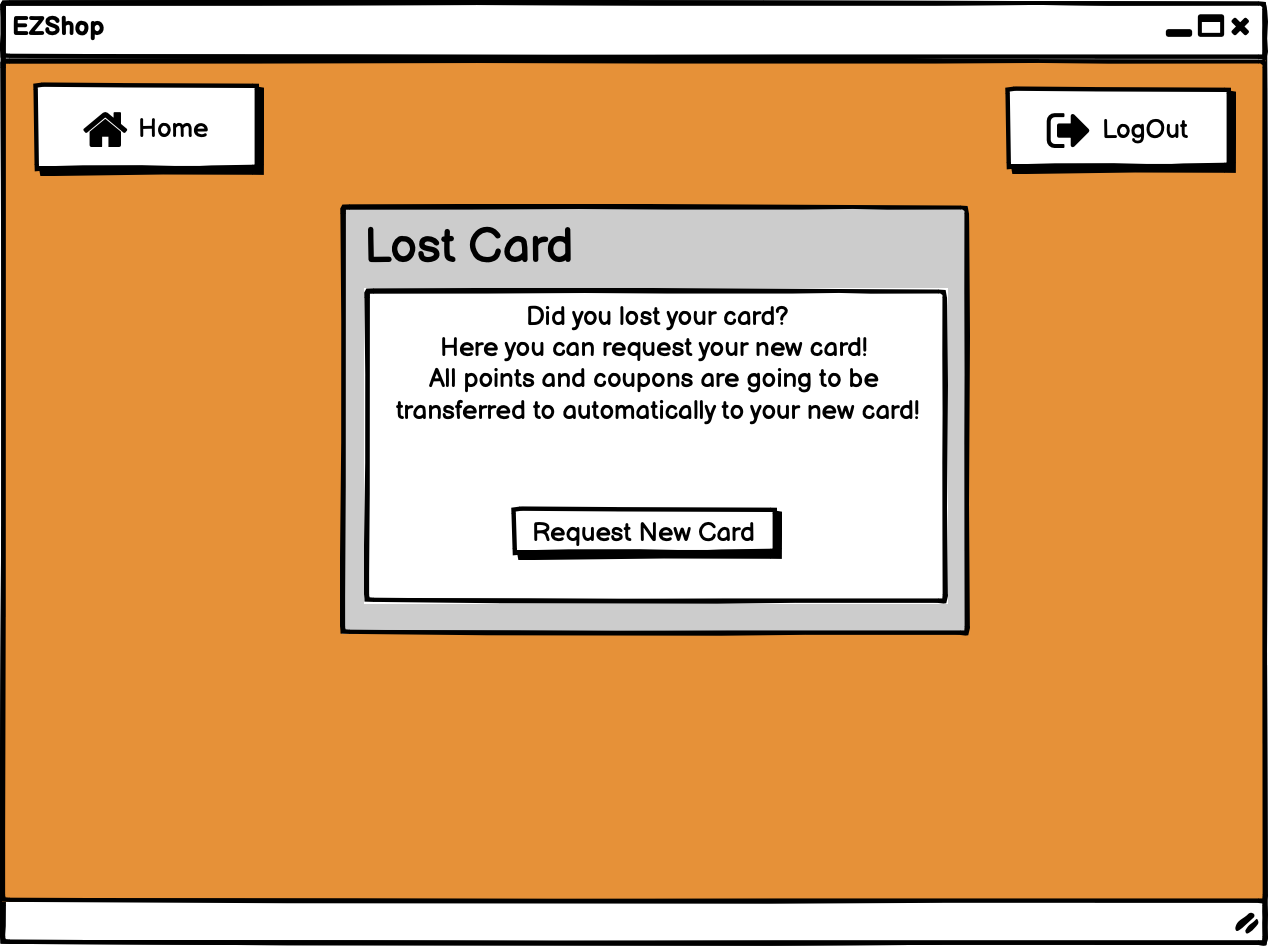 EZShop
Home
LogOut
Lost Card
Did you lost your card?
Here you can request your new card!
All points and coupons are going to be
transferred to automatically to your new card!
Request New Card